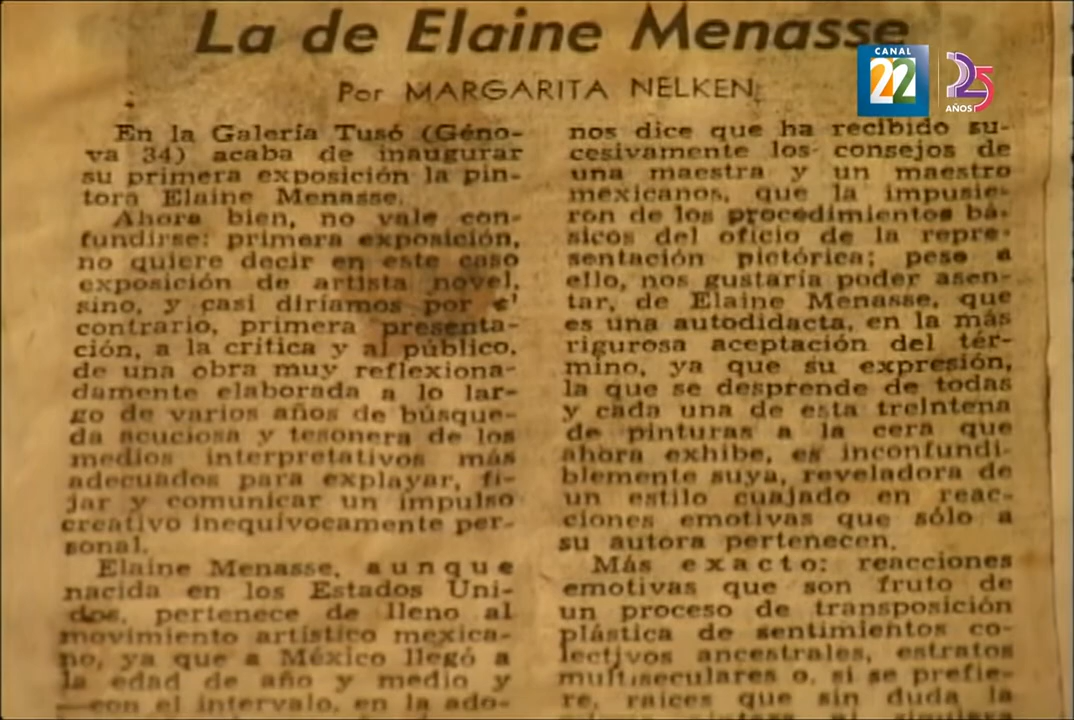 La de Elaine Menasse
Por MARGARITA NELKEN
CANAL
22
25
AÑOS
En la Galería Tusó (Géno-
va 34) acaba de inaugurar
su primera exposición la pin-
tora Elaine Menasse.
Ahora bien, no vale con-
fundirse: primera exposición,
no quiere decir en este caso
exposición de artista novel,
sino, y casi diríamos por e'
contrario, primera presenta-
ción, a la crítica y al público,
de una obra muy reflexiona-
damente elaborada a lo lar-
go de varios años de búsque-
da acuciosa y tesonera de los
medios interpretativos más
adecuados para explayar, fi-
jar y comunicar un impulso
creativo inequívocamente per-
sonal.
Elaine Menasse, aunque
nacida en los Estados Uni-
dos, pertenece de lleno al
movimiento artístico mexica-
no, ya que a México llegó a
la edad de año y medio y
—con el intervalo, en la ado-
nos dice que ha recibido su-
cesivamente los consejos de
una maestra y un maestro
mexicanos, que la impusie-
ron de los procedimientos bá-
sicos del oficio de la repre-
sentación pictórica; pese a
ello, nos gustaría poder asen-
tar, de Elaine Menasse, que
es una autodidacta, en la más
rigurosa aceptación del tér-
mino, ya que su expresión,
la que se desprende de todas
y cada una de esta treintena
de pinturas a la cera que
ahora exhibe, es inconfundi-
blemente suya, reveladora de
un estilo cuajado en reac-
ciones emotivas que sólo a
su autora pertenecen.
Más exacto: reacciones
emotivas que son fruto de
un proceso de transposición
plástica de sentimientos co-
lectivos ancestrales, estratos
multiseculares o, si se prefie-
re, raíces que sin duda la